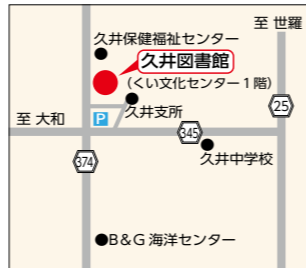 至 世羅
久井保健福祉センター
久井図書館
(くい文化センター1階)
久井支所
25
至 大和
P
345
374
久井中学校
B&G 海洋センター